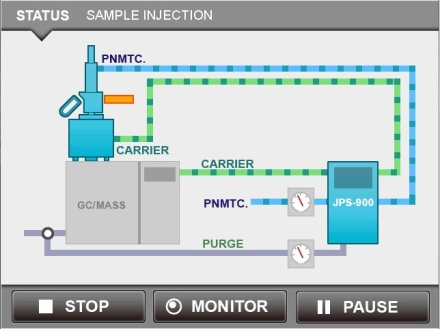 STATUS SAMPLE INJECTION
PNMTC.
CARRIER
CARRIER
GC/MASS
PNMTC.
JPS-900
PURGE
STOP
MONITOR
PAUSE